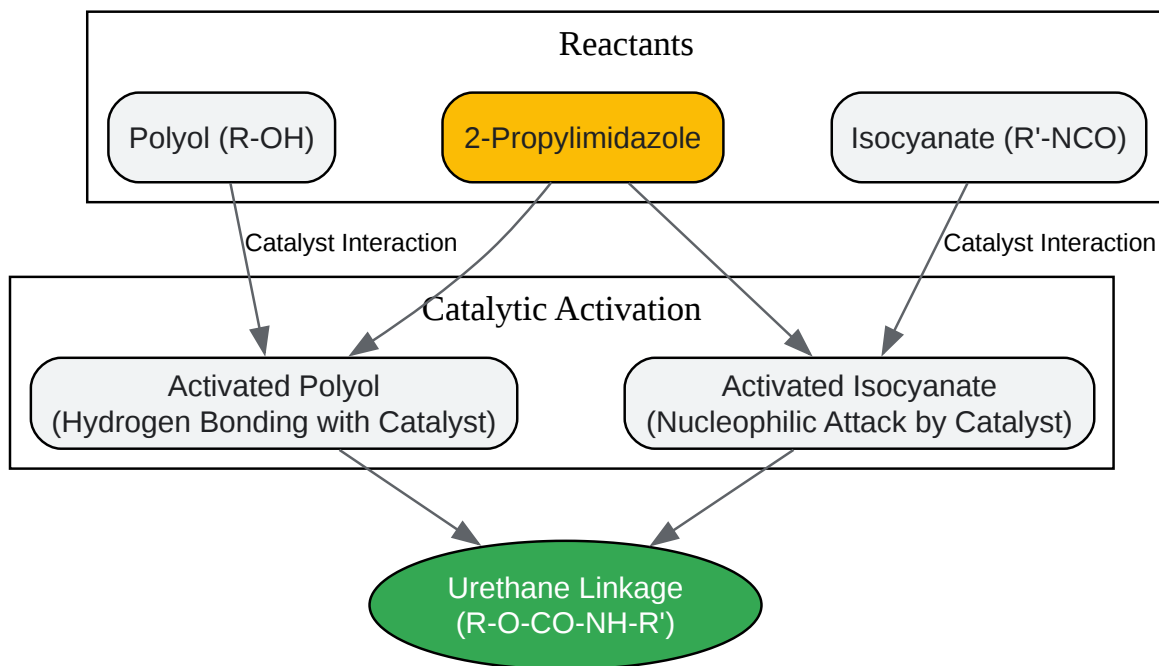 Reactants
Polyol (R-OH)
2-Propylimidazole
Isocyanate (R'-NCO)
Catalyst Interaction
Catalyst Interaction
Catalytic Activation
Activated Polyol
(Hydrogen Bonding with Catalyst)
Activated Isocyanate
(Nucleophilic Attack by Catalyst)
Urethane Linkage
(R-O-CO-NH-R')